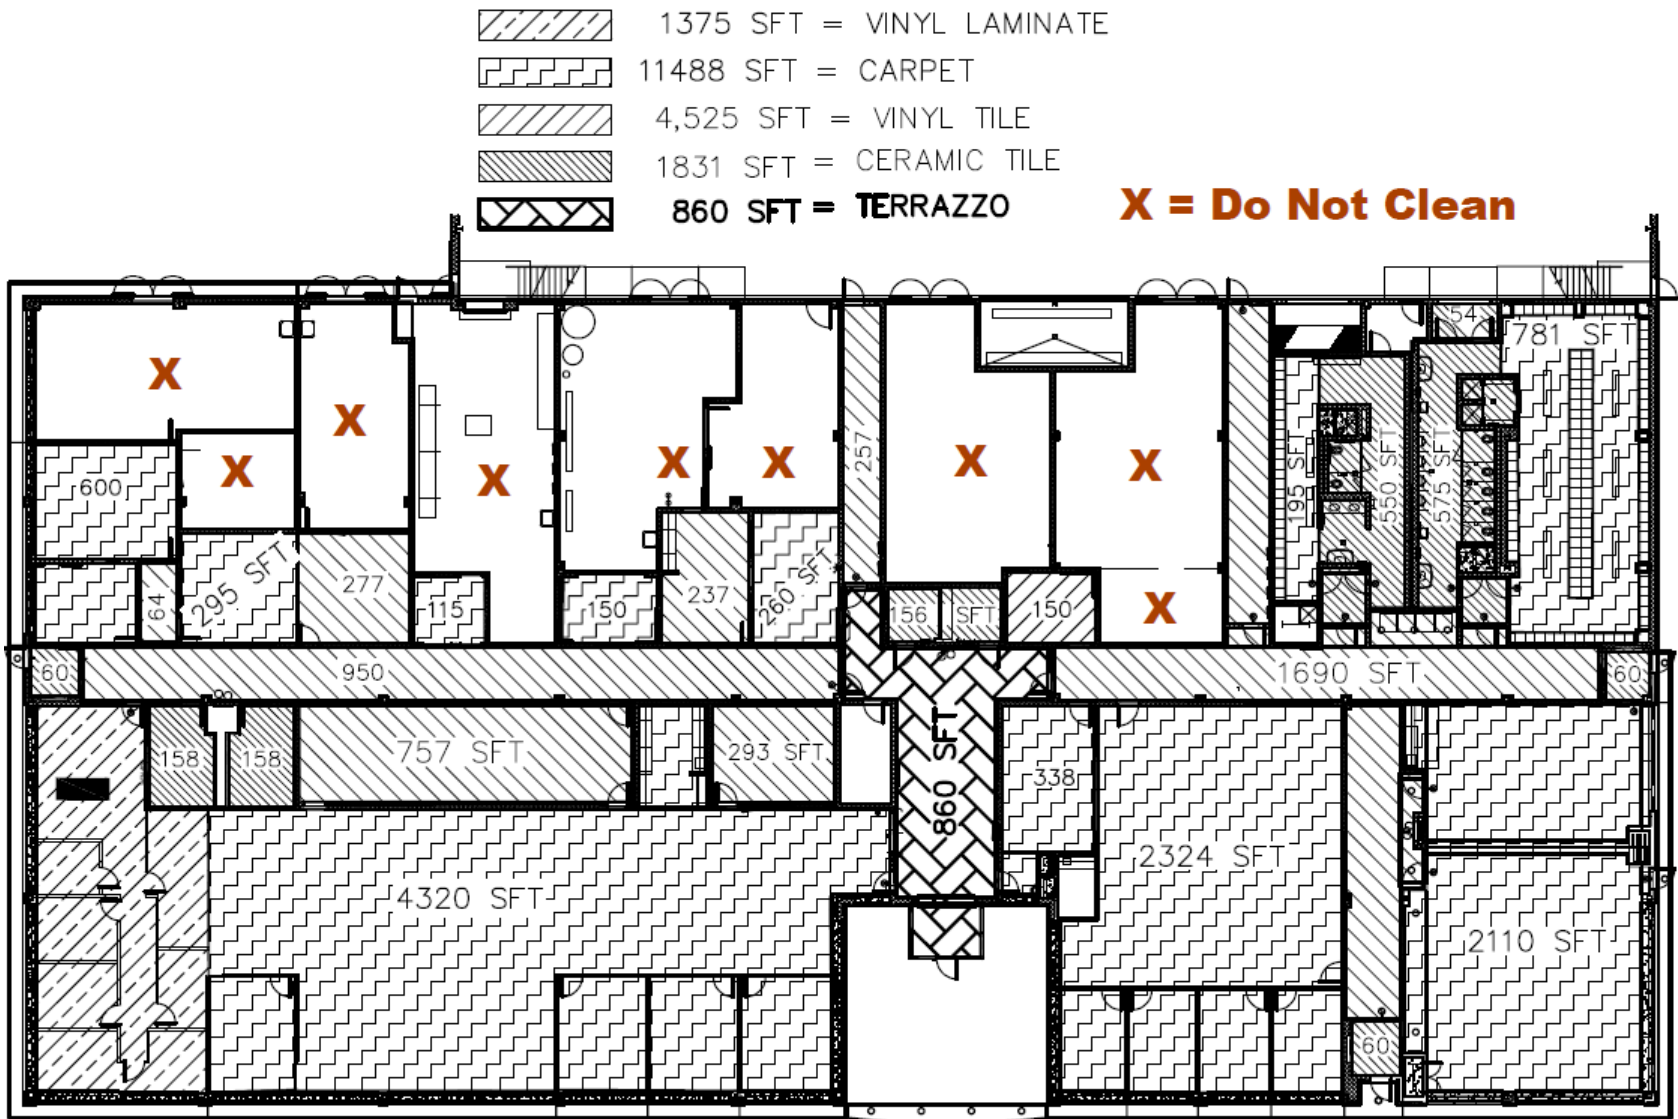 1375 SFT = VINYL LAMINATE
11488 SFT = CARPET
4,525 SFT = VINYL TILE
1831 SFT = CERAMIC TILE
860 SFT = TERRAZZO
X = Do Not Clean
54
781 SFT
X
X
X
X
X
X
X
X
X
600
257
195 SFT
550 SFT
575 SFT
64
295 SFT
277
115
150
237
260 SFT
156
SFT
150
X
60
950
1690 SFT
60
158
158
757 SFT
293 SFT
860 SFT
338
4320 SFT
2324 SFT
2110 SFT
60